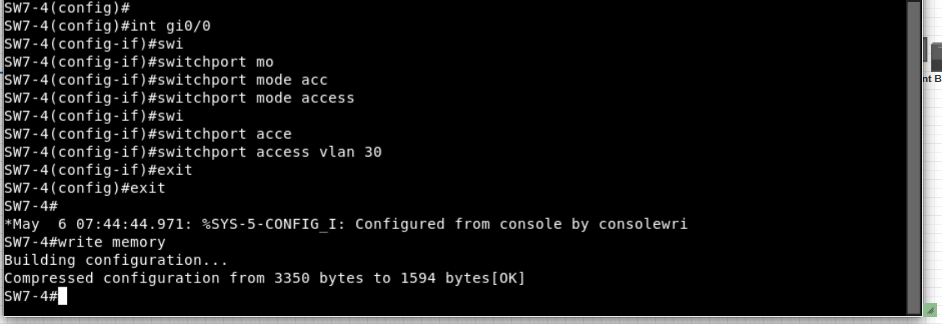 SW7-4(config)#
SW7-4(config)#int gi0/0
SW7-4(config-if)#swi
SW7-4(config-if)#switchport mo
SW7-4(config-if)#switchport mode acc
SW7-4(config-if)#switchport mode access
SW7-4(config-if)#swi
SW7-4(config-if)#switchport acce
SW7-4(config-if)#switchport access vlan 30
SW7-4(config-if)#exit
SW7-4(config)#exit
SW7-4#
*May  6 07:44:44.971: %SYS-5-CONFIG_I: Configured from console by consolewri
SW7-4#write memory
Building configuration...
Compressed configuration from 3350 bytes to 1594 bytes[OK]
SW7-4#
nt B